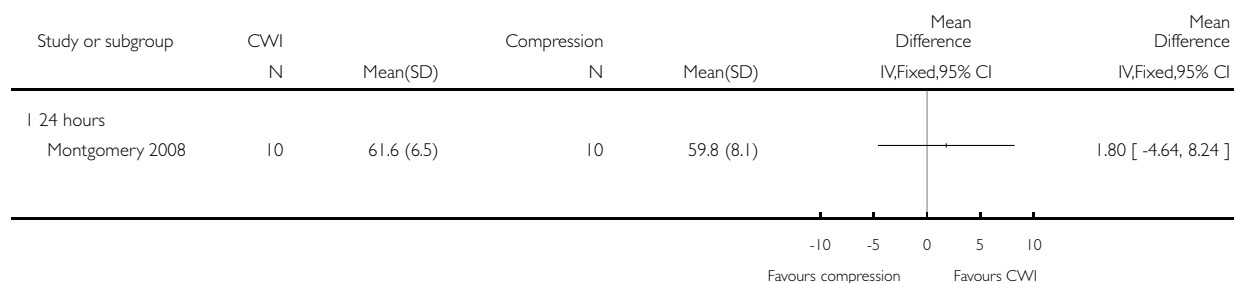 Study or subgroup CWI Compression Mean Difference Mean Difference
N Mean(SD) N Mean(SD) IV,Fixed,95% CI IV,Fixed,95% CI
1 24 hours
Montgomery 2008 10 61.6 (6.5) 10 59.8 (8.1) 1.80 [ -4.64, 8.24 ]
-10 -5 0 5 10
Favours compression Favours CWI